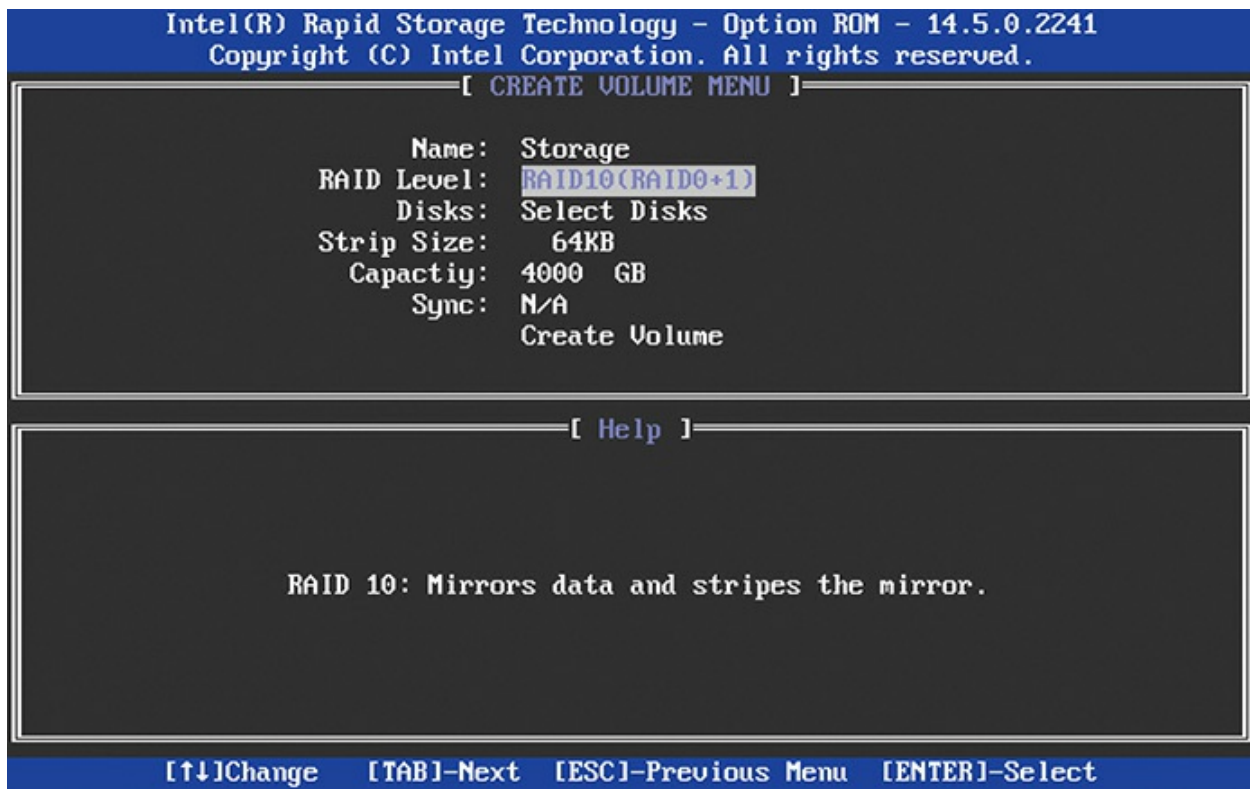 Intel(R) Rapid Storage Technology - Option ROM - 14.5.0.2241
Copyright (C) Intel Corporation. All rights reserved.
[ CREATE VOLUME MENU ]
Name: Storage
RAID Level: RAID10(RAID0+1)
Disks: Select Disks
Strip Size: 64KB
Capactiy: 4000 GB
Sync: N/A
Create Volume
[ Help ]
RAID 10: Mirrors data and stripes the mirror.
[↑↓]Change [TAB]-Next [ESC]-Previous Menu [ENTER]-Select